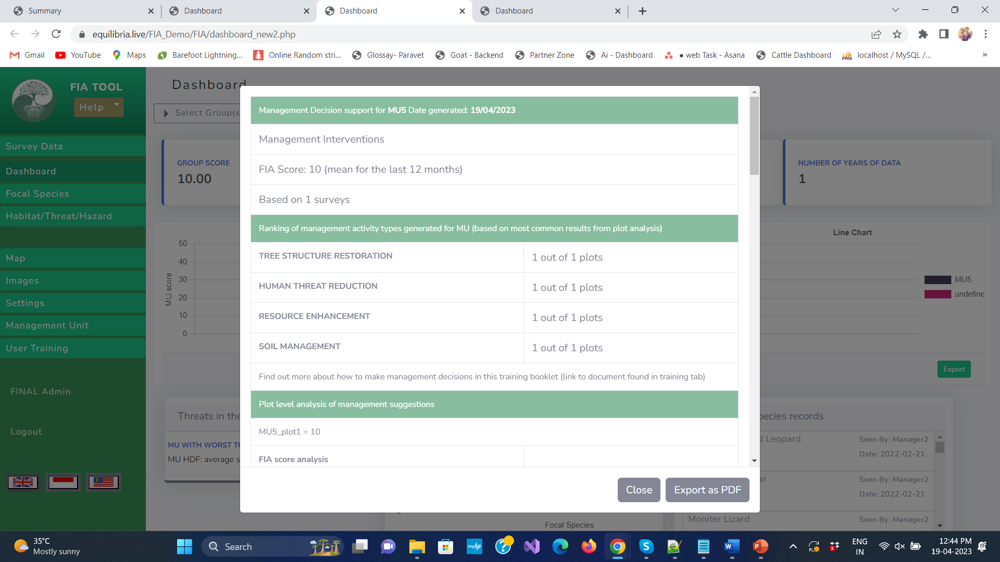 Summary
Dashboard
Dashboard
Dashboard
equilibria.live/FIA_Demo/FIA/dashboard_new2.php
Gmail
YouTube
Maps
Barefoot Lightning...
Online Random stri...
Glossay- Paravet
Goat - Backend
Partner Zone
Ai - Dashboard
● web Task - Asana
Cattle Dashboard
localhost / MySQL /...
»
FIA TOOL
Help
Survey Data
Dashboard
Focal Species
Habitat/Threat/Hazard
Map
Images
Settings
Management Unit
User Training
FINAL Admin
Logout
Dashboard
Select Group(s
GROUP SCORE
10.00
NUMBER OF YEARS OF DATA
1
MU score
50
40
30
20
10
0
Line Chart
MU5
undefine
Export
Management Decision support for MU5 Date generated: 19/04/2023
Management Interventions
FIA Score: 10 (mean for the last 12 months)
Based on 1 surveys
Ranking of management activity types generated for MU (based on most common results from plot analysis)
TREE STRUCTURE RESTORATION 1 out of 1 plots
HUMAN THREAT REDUCTION 1 out of 1 plots
RESOURCE ENHANCEMENT 1 out of 1 plots
SOIL MANAGEMENT 1 out of 1 plots
Find out more about how to make management decisions in this training booklet (link to document found in training tab)
Plot level analysis of management suggestions
MU5_plot1 = 10
FIA score analysis
Close
Export as PDF
Threats in the
MU WITH WORST TH
MU HDF: average s
pecies records
d Leopard
Seen By: Manager2
Date: 2022-02-21
ar
Seen By: Manager2
Date: 2022-02-21
Moniter Lizard
Seen By: Manager2
Focal Species
35°C
Mostly sunny
Search
myhp
ENG
IN
12:44 PM
19-04-2023